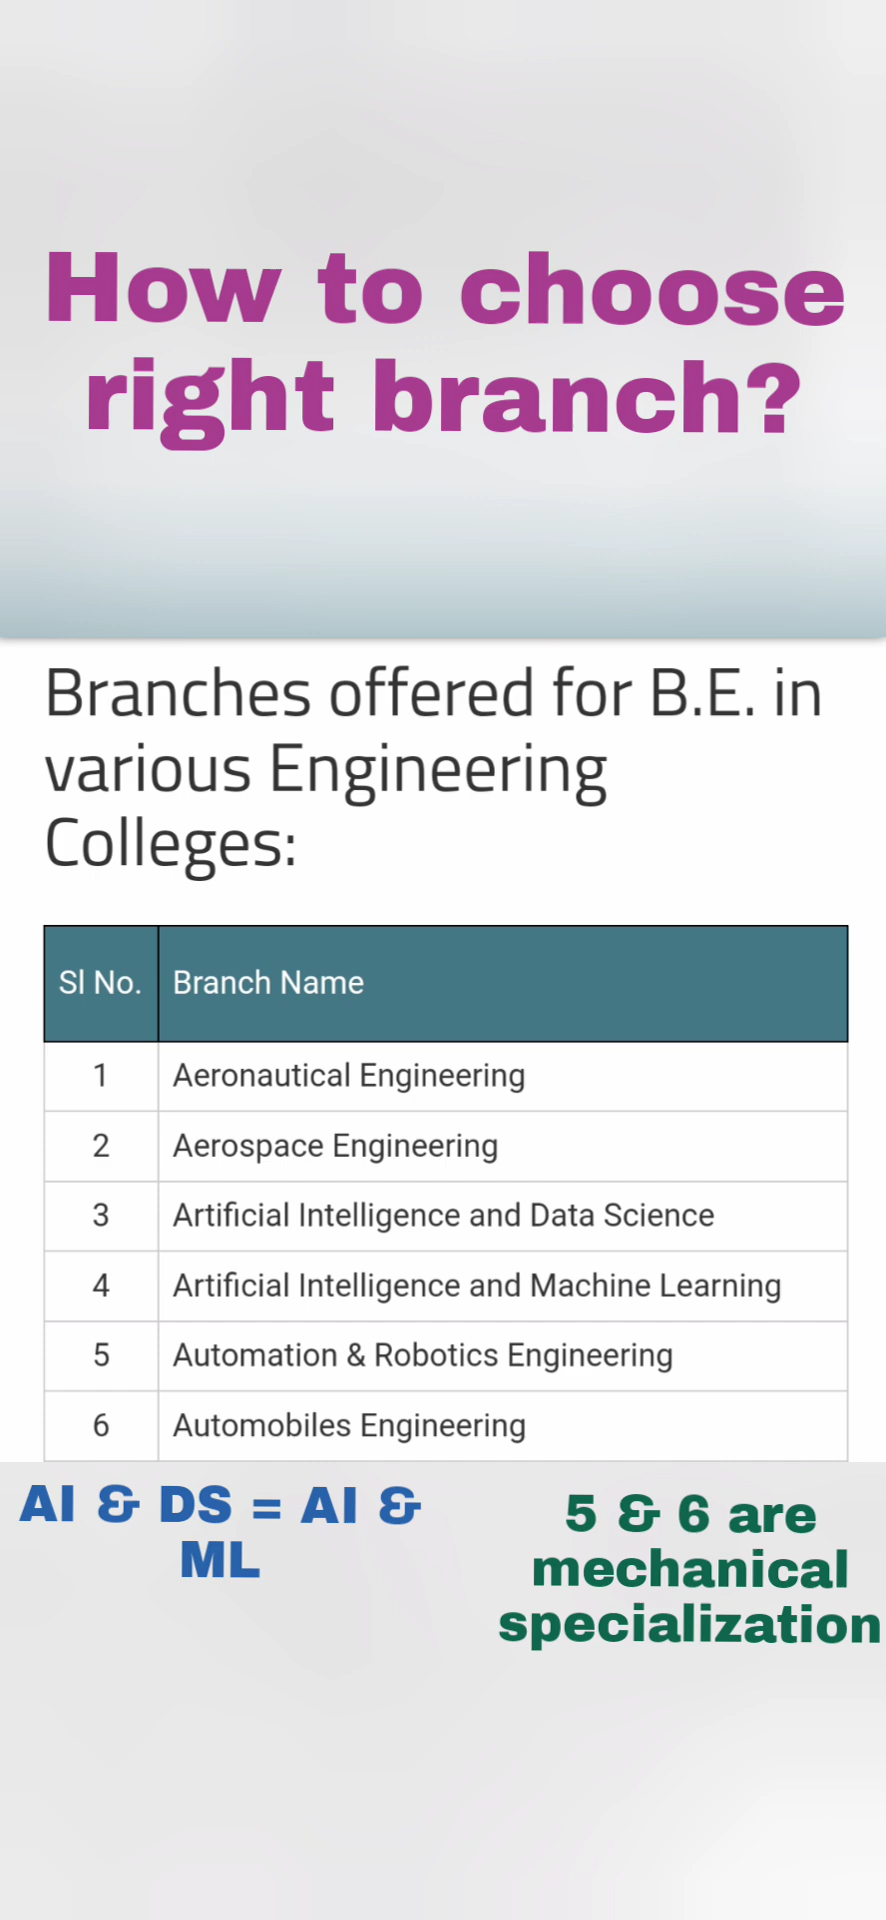 How to choose
right branch?
Branches offered for B.E. in
various Engineering
Colleges:
Sl No. Branch Name
1 Aeronautical Engineering
2 Aerospace Engineering
3 Artificial Intelligence and Data Science
4 Artificial Intelligence and Machine Learning
5 Automation & Robotics Engineering
6 Automobiles Engineering
AI & DS = AI &
ML
5 & 6 are
mechanical
specialization